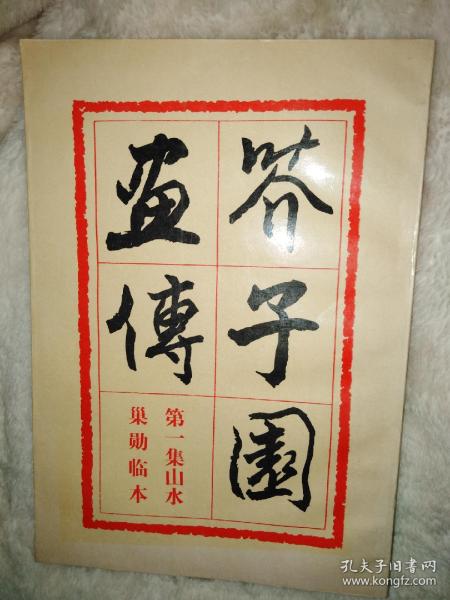 芥子園
畫傳
第一集山水
巢勋临本
孔夫子旧书网
www.kongfz.com